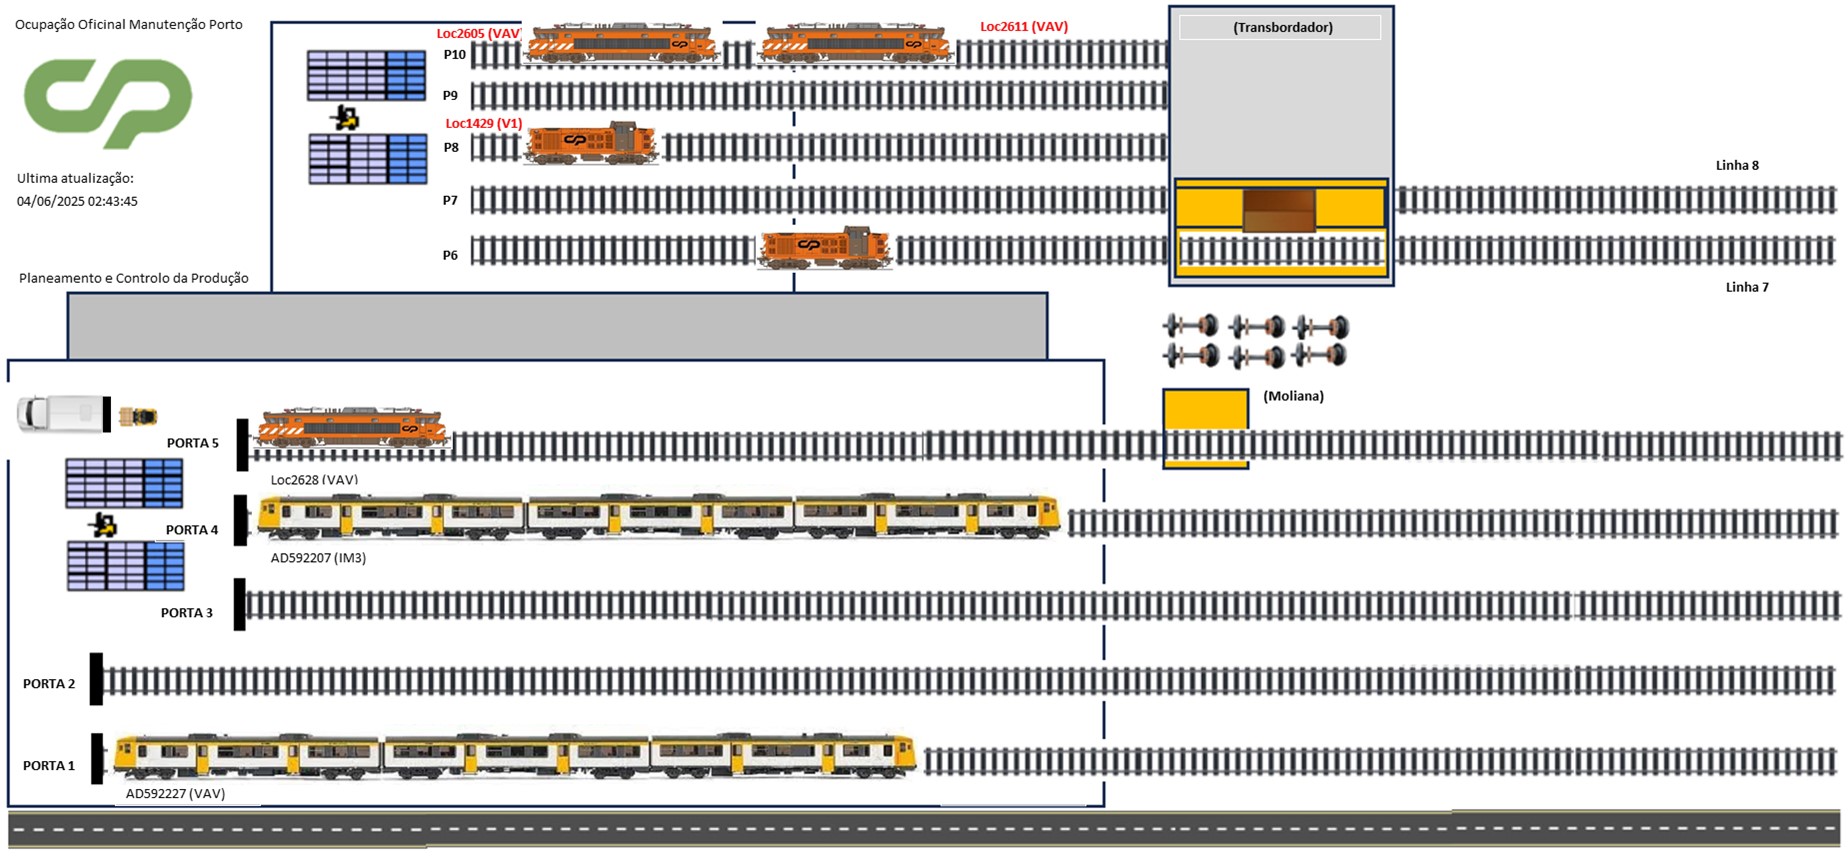 Ocupação Oficinal Manutenção Porto
CP
Ultima atualização:
04/06/2025 02:43:45
Planeamento e Controlo da Produção
Loc2605 (VAV)
Loc2611 (VAV)
(Transbordador)
P10
P9
Loc1429 (V1)
P8
P7
P6
Linha 8
Linha 7
(Moliana)
PORTA 5
Loc2628 (VAV)
PORTA 4
AD592207 (IM3)
PORTA 3
PORTA 2
PORTA 1
AD592227 (VAV)